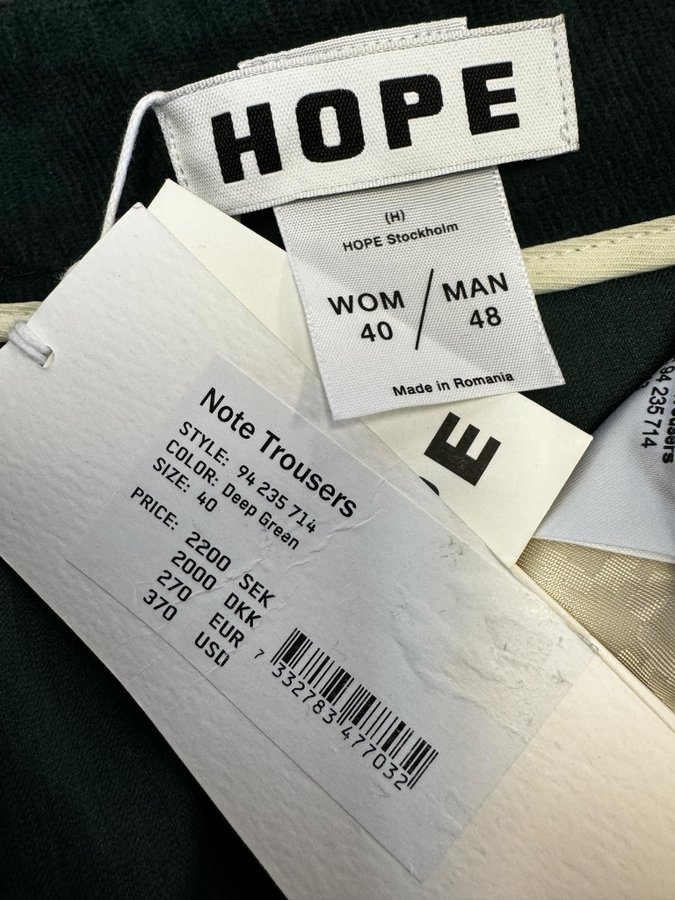 HOPE
(H)
HOPE Stockholm
WOM / MAN
40 48
Made in Romania
Note Trousers
STYLE: 94 235 714
COLOR: Deep Green
SIZE: 40
PRICE: 2200 SEK
2000 DKK
270 EUR
370 USD
7 332783 477032
94 235 714